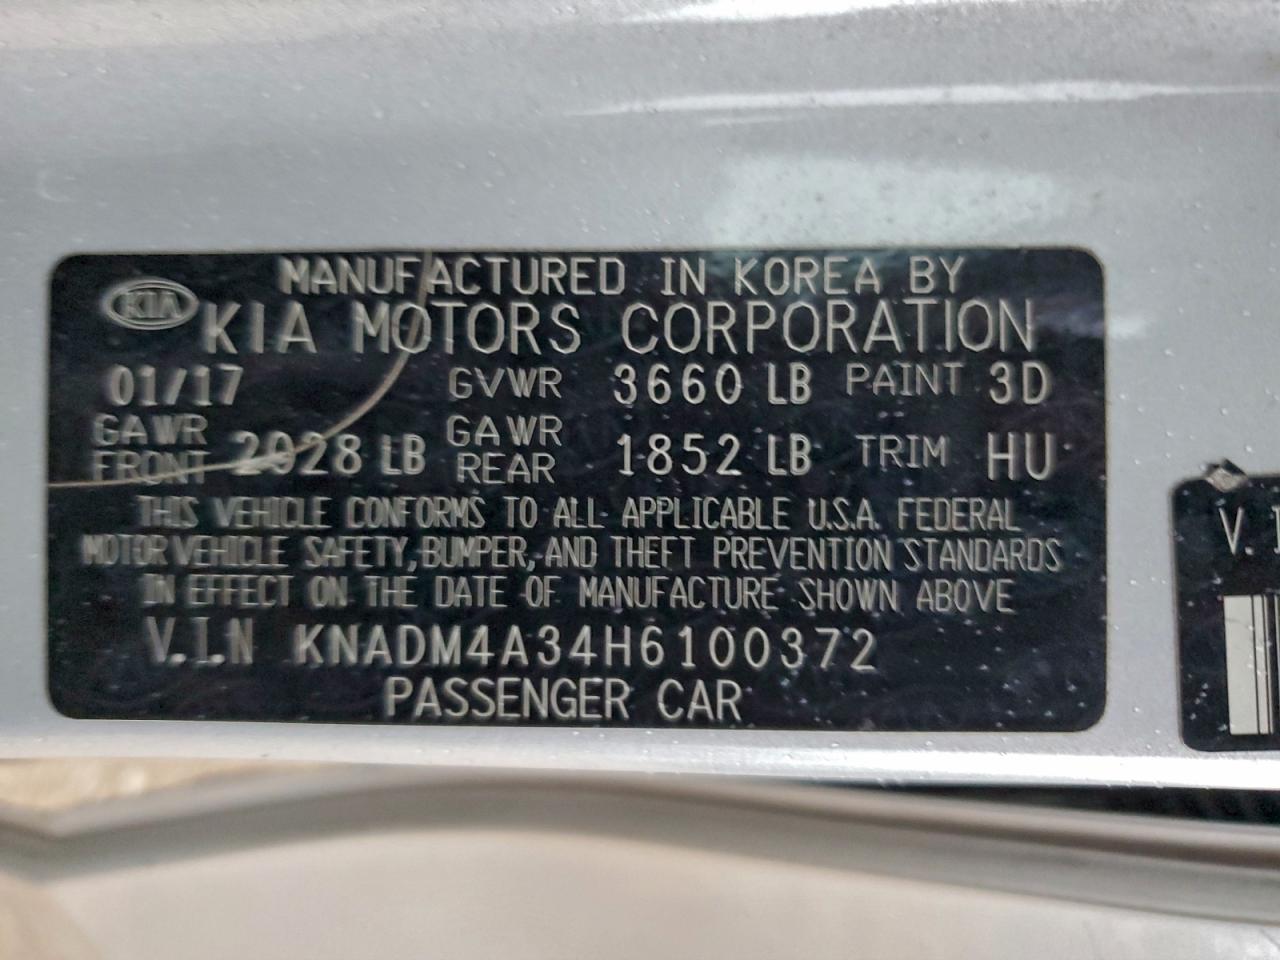 MANUFACTURED IN KOREA BY
KIA KIA MOTORS CORPORATION
01/17 GVWR 3660 LB PAINT 3D
GAWR FRONT 2028 LB GAWR REAR 1852 LB TRIM HU
THIS VEHICLE CONFORMS TO ALL APPLICABLE U.S.A. FEDERAL
MOTOR VEHICLE SAFETY, BUMPER, AND THEFT PREVENTION STANDARDS
IN EFFECT ON THE DATE OF MANUFACTURE SHOWN ABOVE
V.I.N KNADM4A34H6100372
PASSENGER CAR
V.I